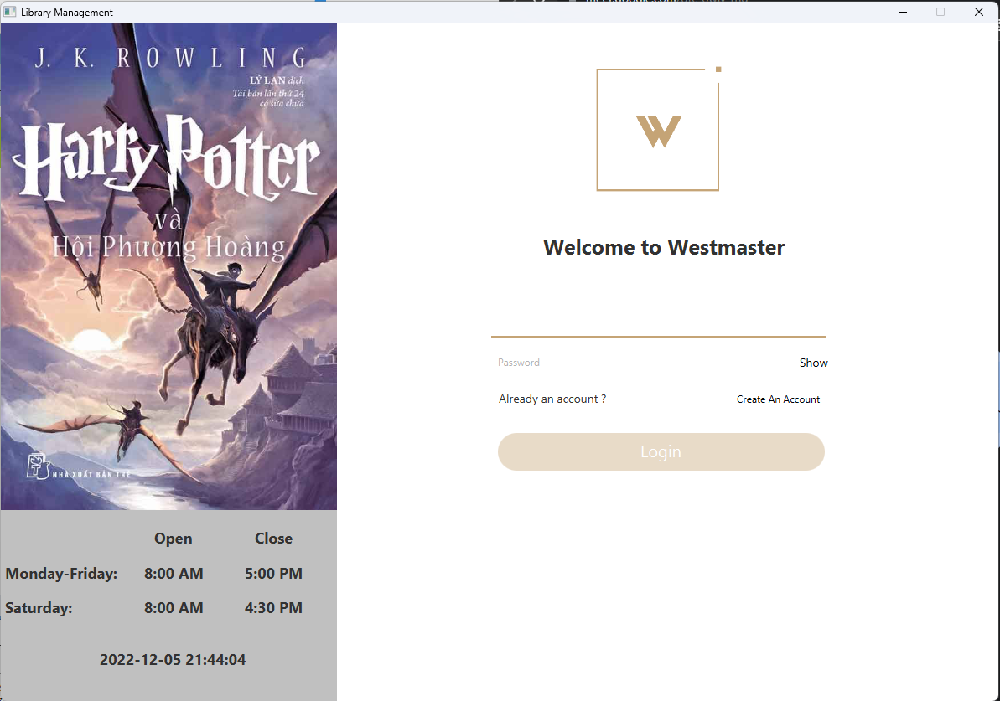 Library Management
J. K. ROWLING
LÝ LAN dịch
Tái bản lần thứ 24
có sửa chữa
Harry Potter
và
Hội Phượng Hoàng
NHÀ XUẤT BẢN TRẺ
Open Close
Monday-Friday: 8:00 AM 5:00 PM
Saturday: 8:00 AM 4:30 PM
2022-12-05 21:44:04
W
Welcome to Westmaster
Password Show
Already an account ? Create An Account
Login